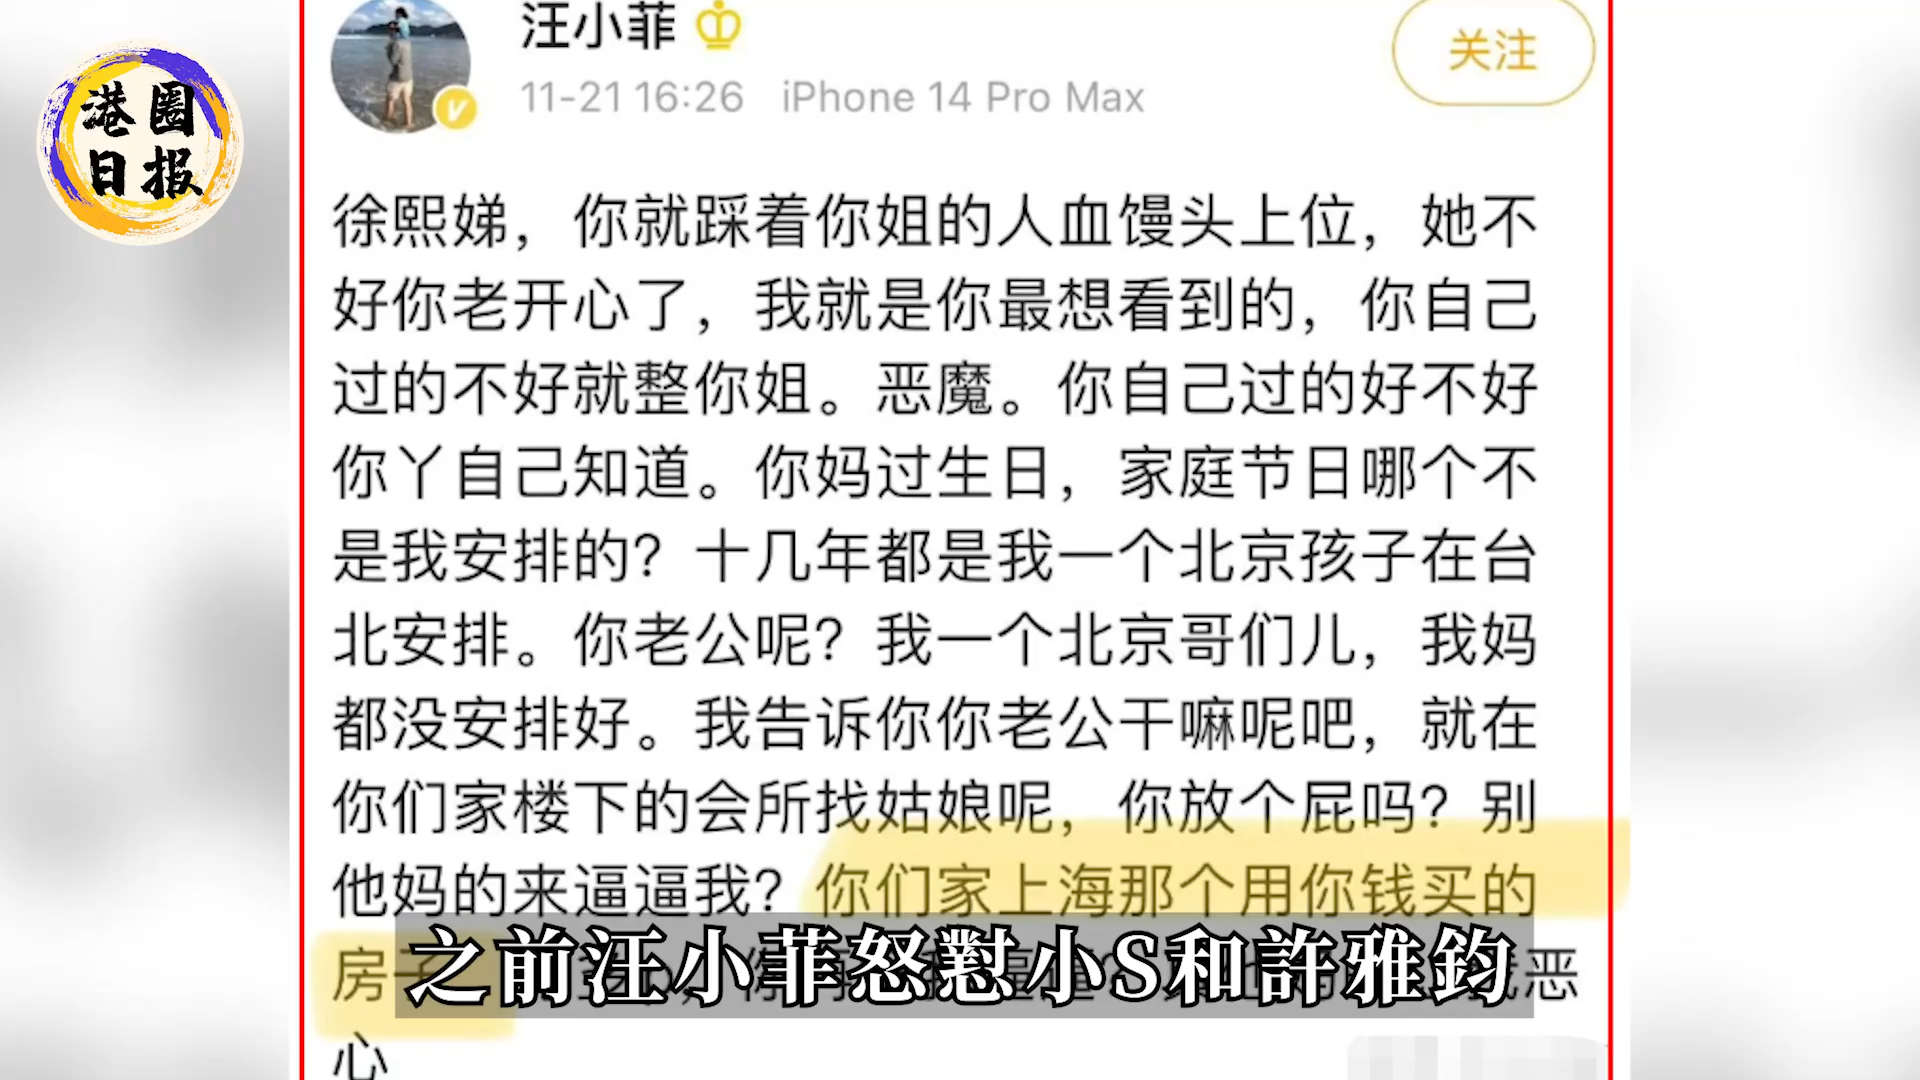 港圈
日报
汪小菲
11-21 16:26 iPhone 14 Pro Max
关注
徐熙娣，你就踩着你姐的人血馒头上位，她不
好你老开心了，我就是你最想看到的，你自己
过的不好就整你姐。恶魔。你自己过的好不好
你丫自己知道。你妈过生日，家庭节日哪个不
是我安排的？十几年都是我一个北京孩子在台
北安排。你老公呢？我一个北京哥们儿，我妈
都没安排好。我告诉你你老公干嘛呢吧，就在
你们家楼下的会所找姑娘呢，你放个屁吗？别
他妈的来逼逼我？你们家上海那个用你钱买的
房子 恶
心
之前汪小菲怒懟小S和許雅鈞